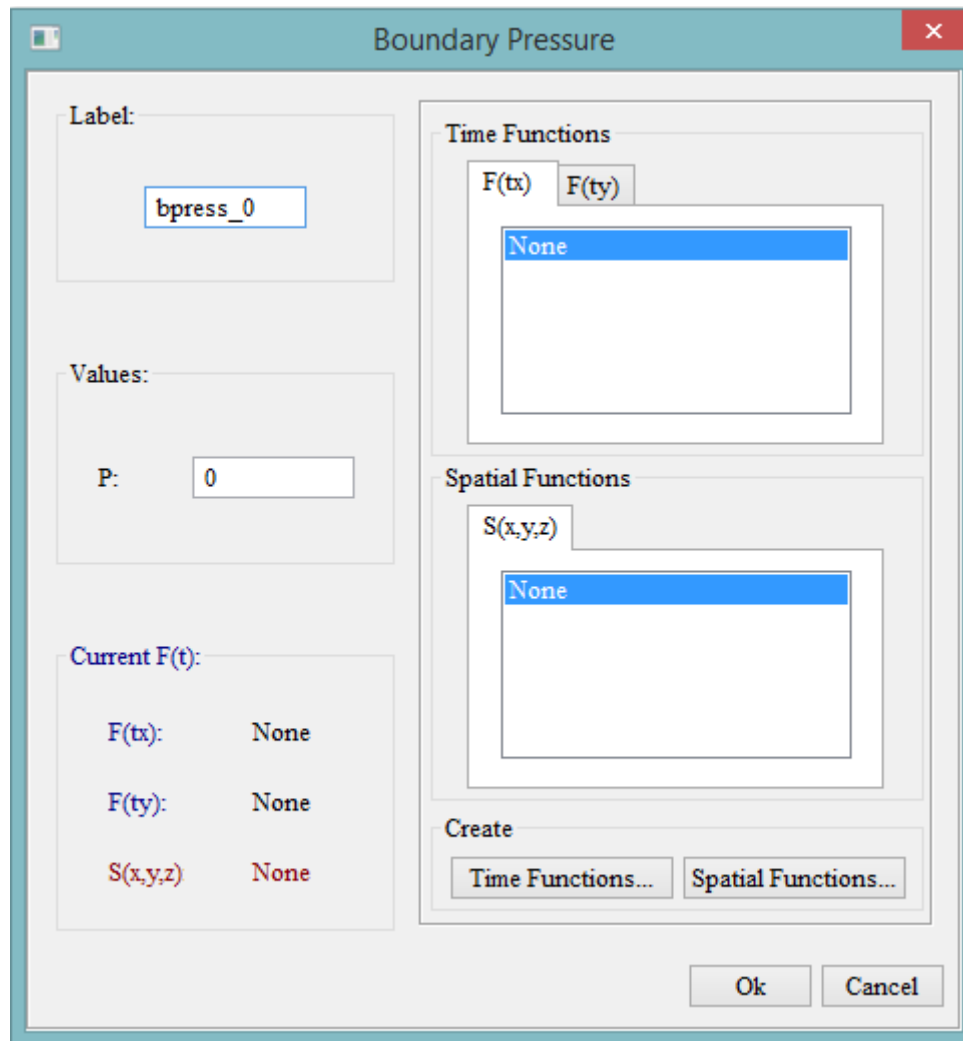 Boundary Pressure
Label:
bpress_0
Values:
P: 0
Current F(t):
F(tx): None
F(ty): None
S(x,y,z) None
Time Functions
F(tx) F(ty)
None
Spatial Functions
S(x,y,z)
None
Create
Time Functions... Spatial Functions...
Ok Cancel